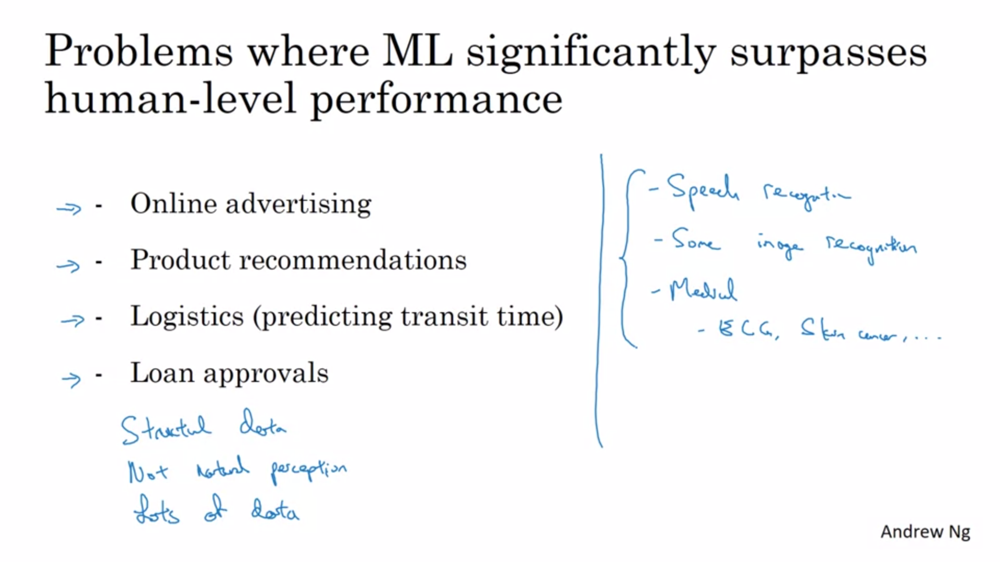 Problems where ML significantly surpasses
human-level performance
- Online advertising
- Product recommendations
- Logistics (predicting transit time)
- Loan approvals
Structured data
Not natural perception
Lots of data
- Speech recognition
- Some image recognition
- Medical
- ECG, Skin cancer, ....
Andrew Ng